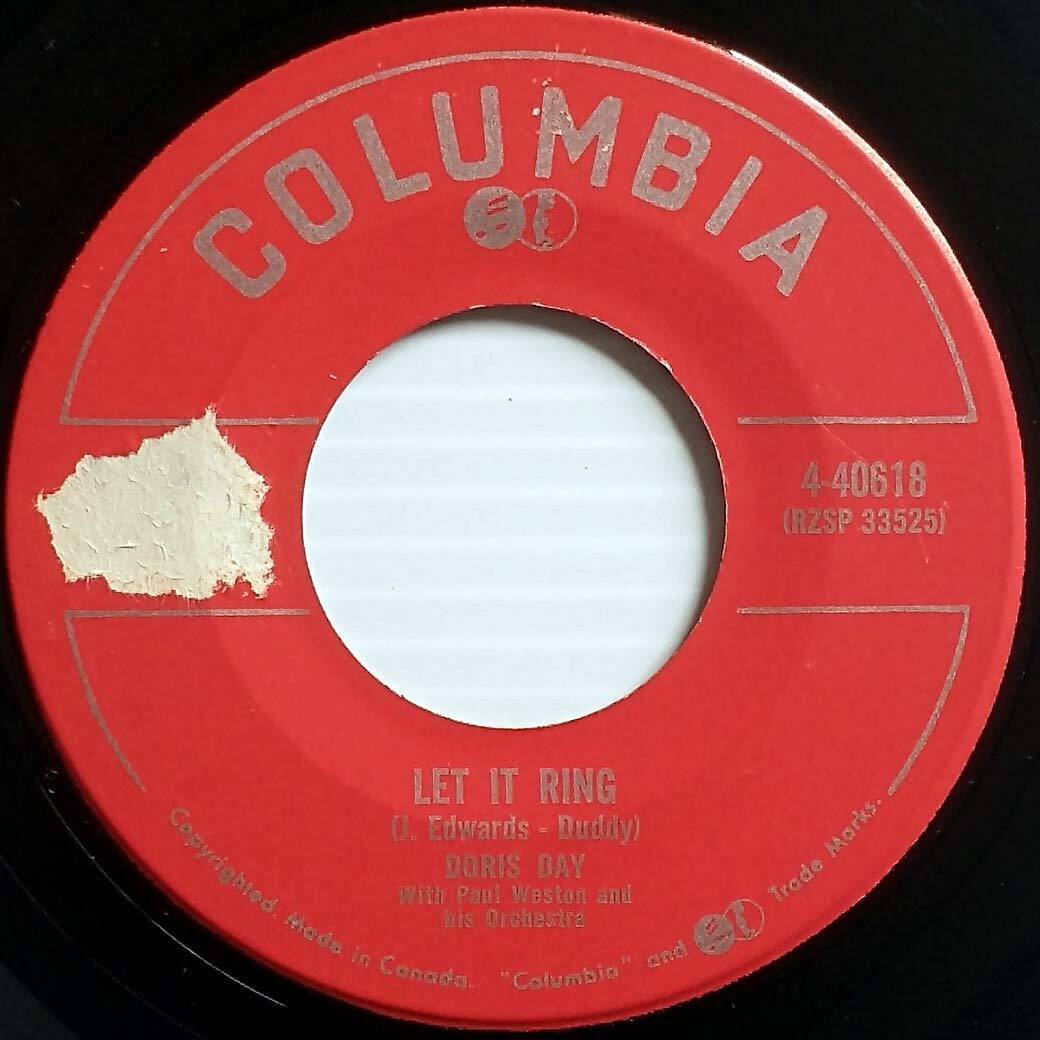 COLUMBIA
4-40618
(RZSP 33525)
LET IT RING
(J. Edwards - Duddy)
DORIS DAY
With Paul Weston and
his Orchestra
Copyrighted. Made in Canada. "Columbia" and Trade Marks.